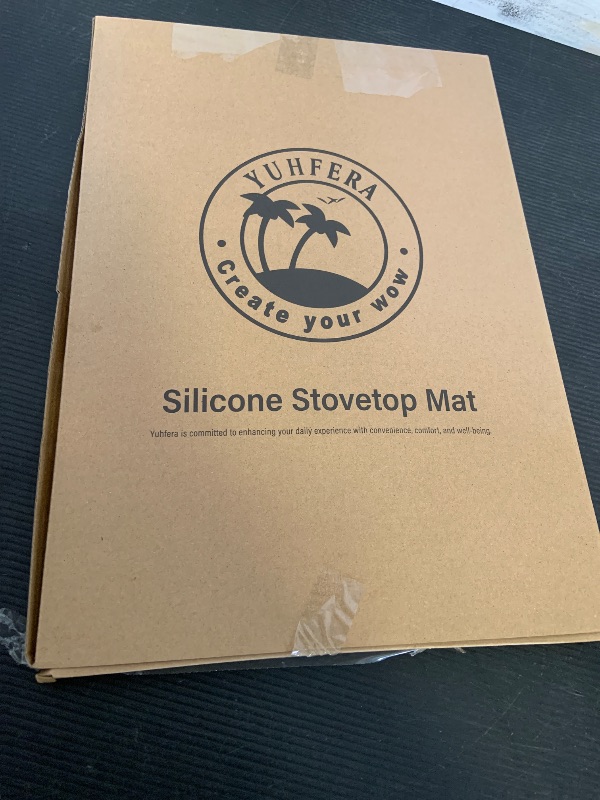 YUHFERA
Create your wow
Silicone Stovetop Mat
Yuhfera is committed to enhancing your daily experience with convenience, comfort, and well-being.